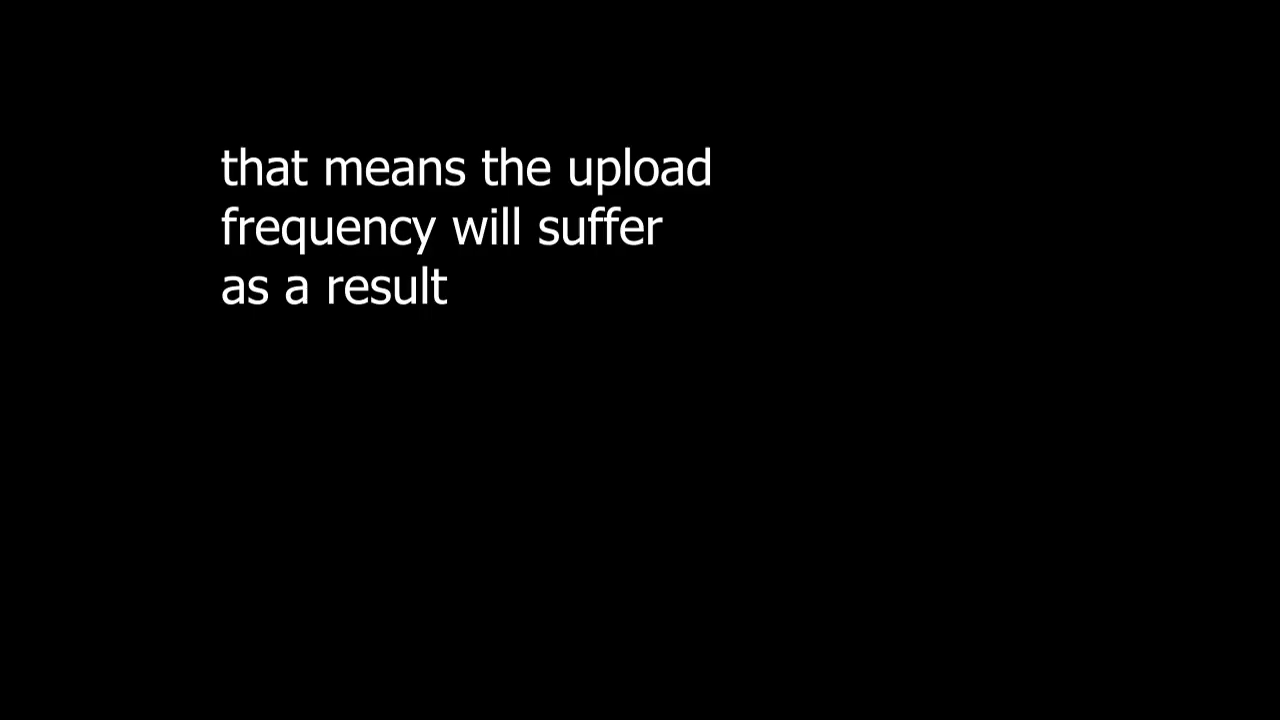 that means the upload
frequency will suffer
as a result